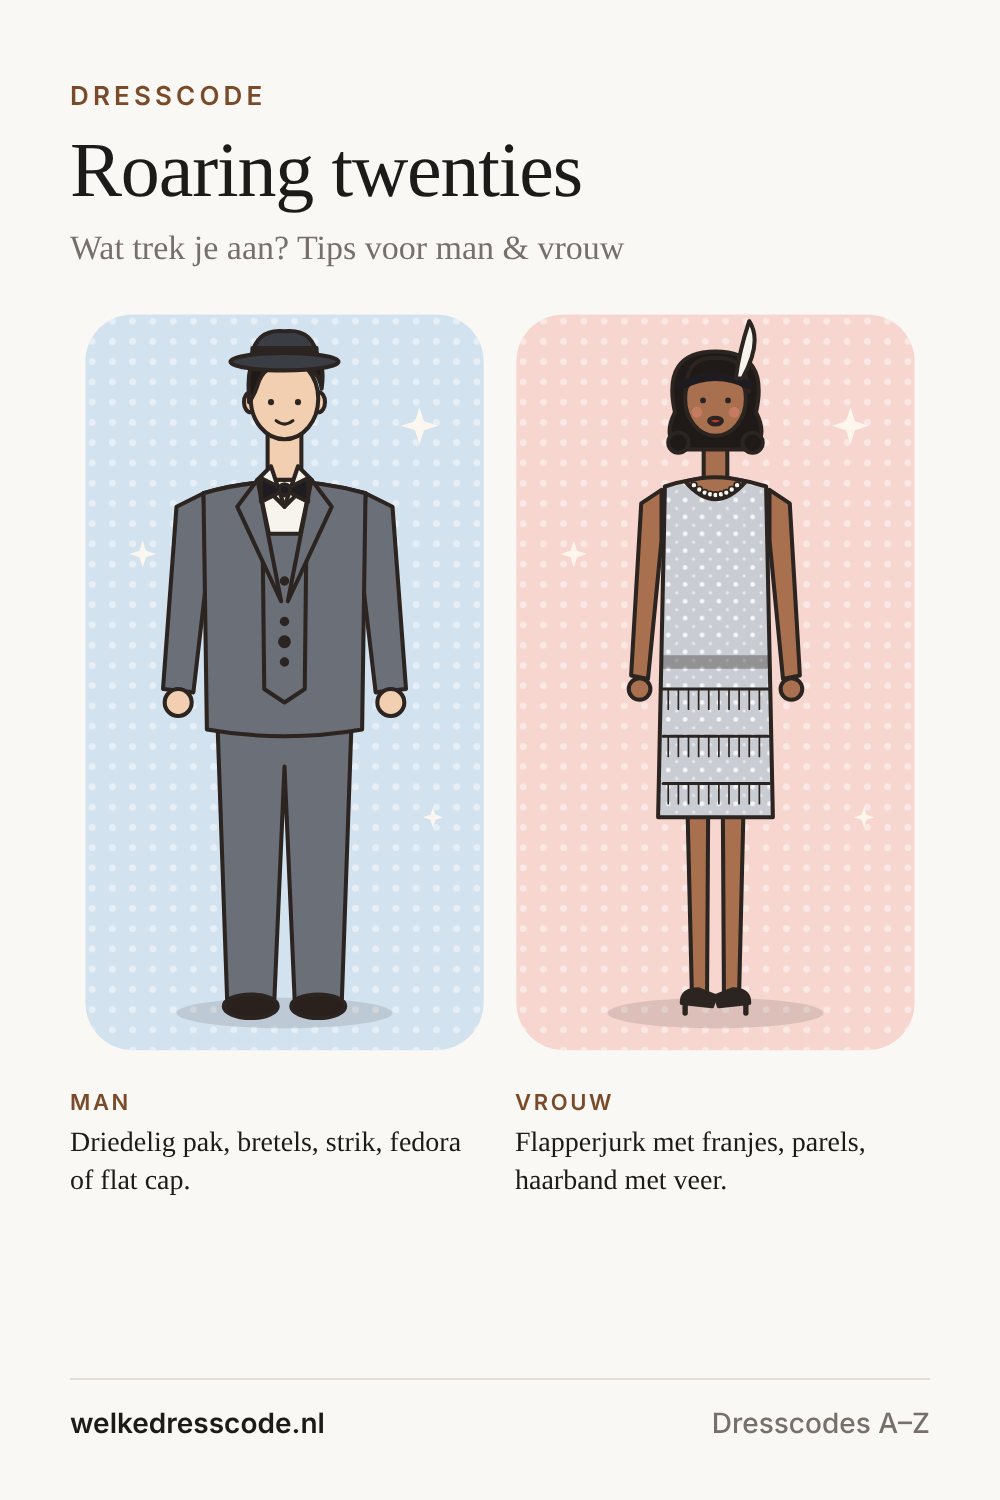 DRESSCODE
Roaring twenties
Wat trek je aan? Tips voor man & vrouw
MAN
Driedelig pak, bretels, strik, fedora
of flat cap.
VROUW
Flapperjurk met franjes, parels,
haarband met veer.
welkedresscode.nl
Dresscodes A–Z